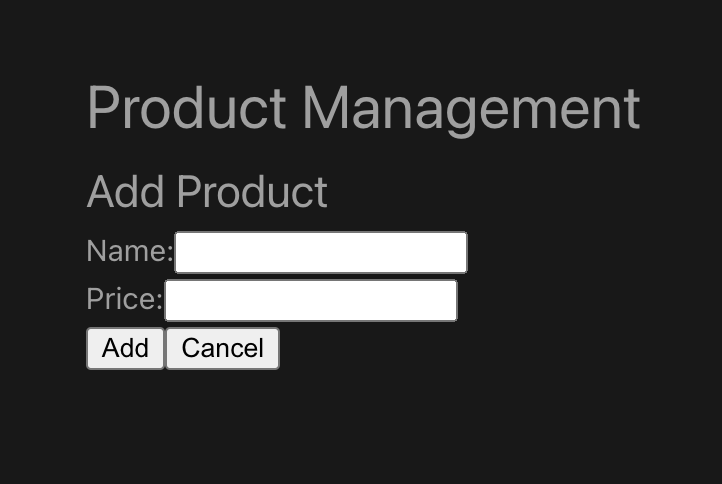 Product Management
Add Product
Name:
Price:
Add Cancel